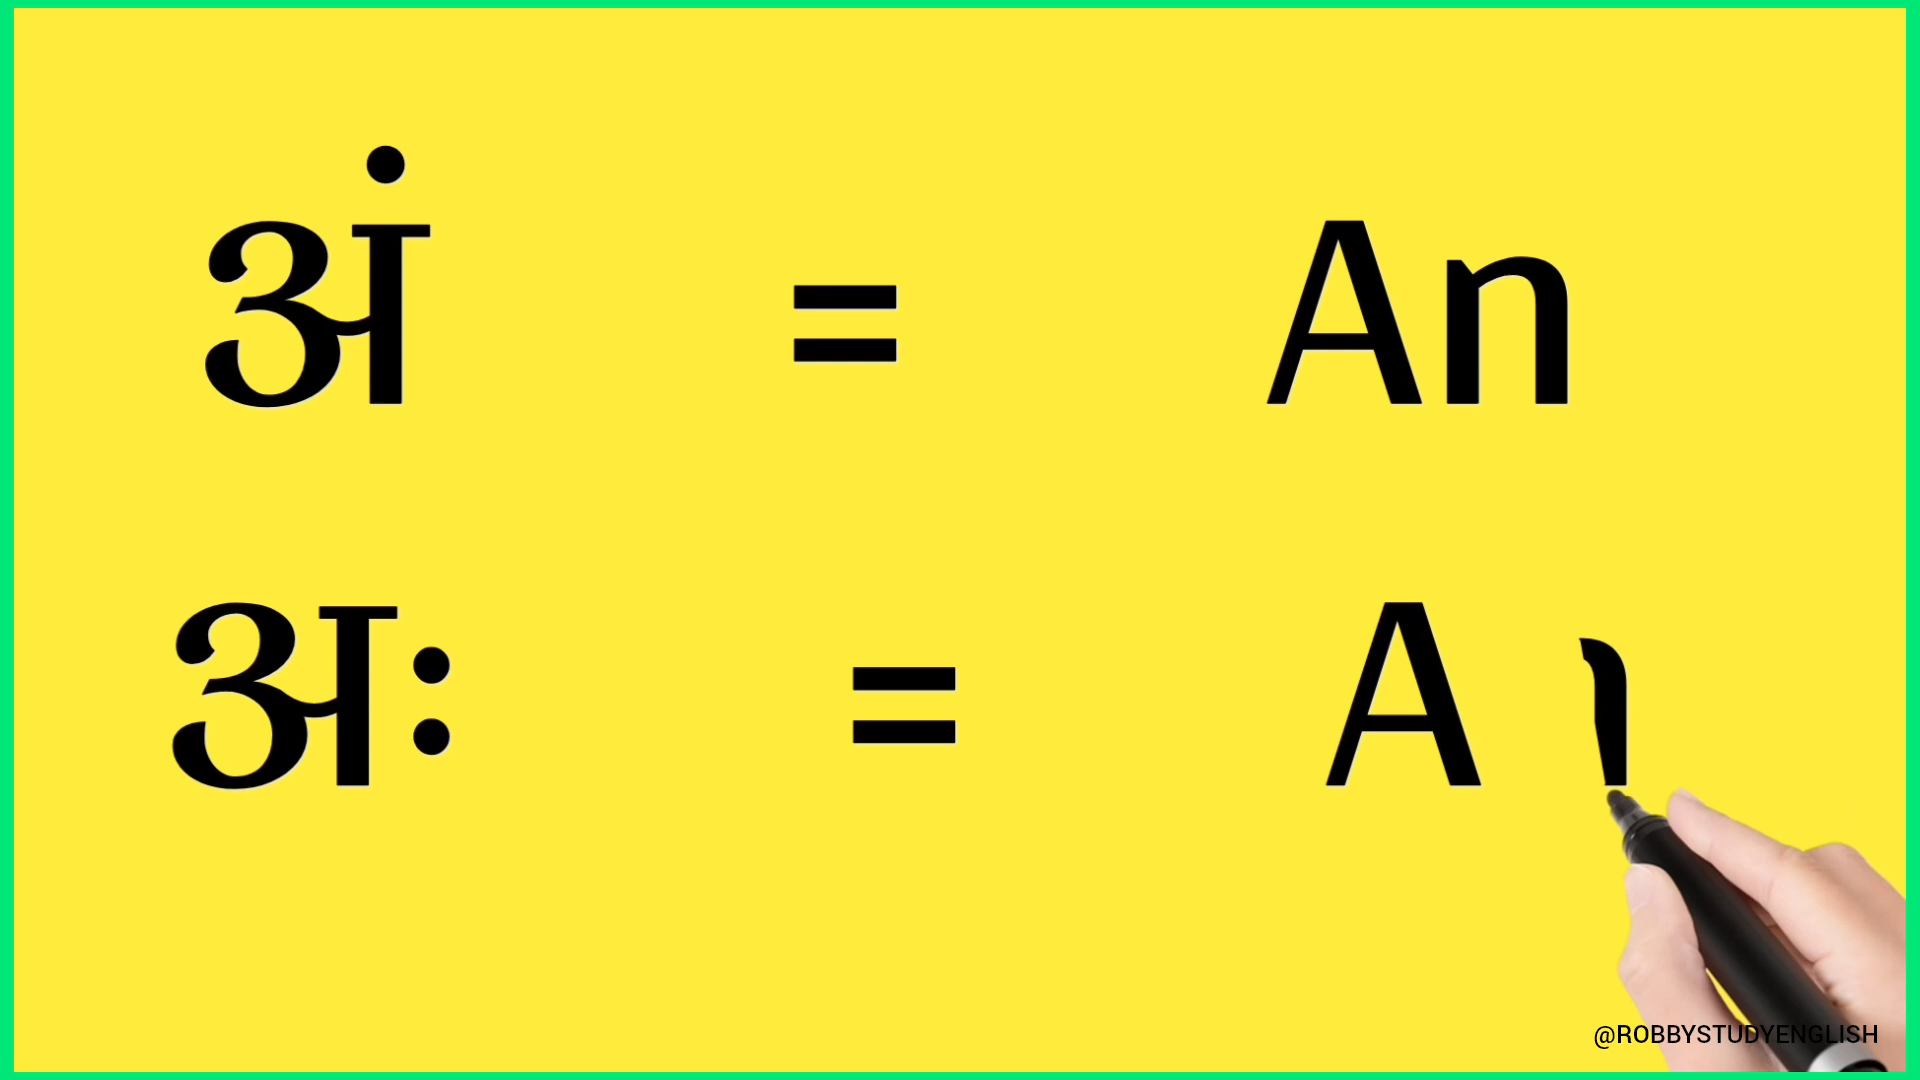 अं = An
अः = A
@ROBBYSTUDYENGLISH